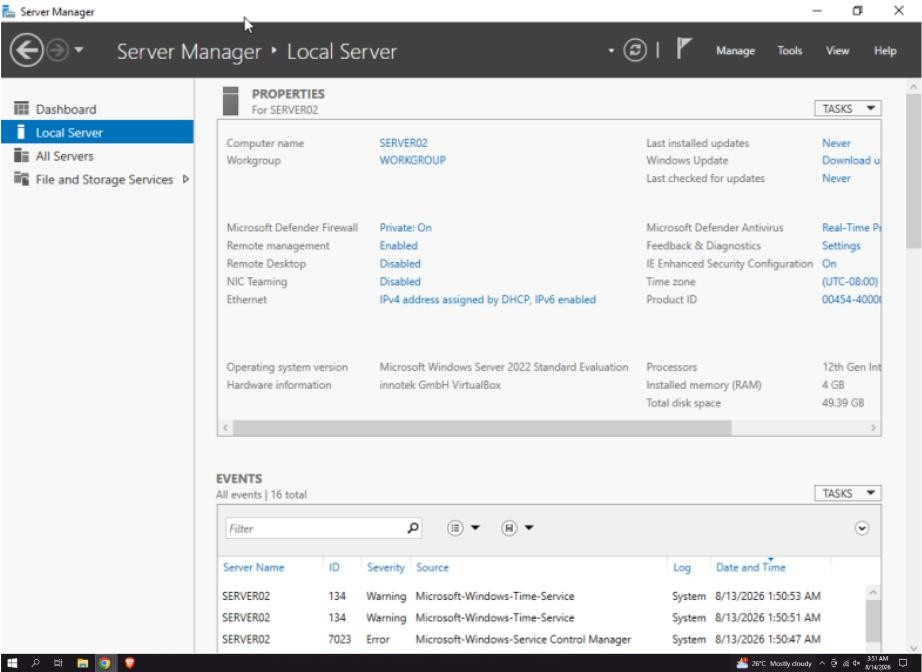 Server Manager
Server Manager ‣ Local Server
Manage Tools View Help
Dashboard
Local Server
All Servers
File and Storage Services
PROPERTIES
For SERVER02
TASKS
Computer name SERVER02 Last installed updates Never
Workgroup WORKGROUP Windows Update Download u
Last checked for updates Never
Microsoft Defender Firewall Private: On Microsoft Defender Antivirus Real-Time Pr
Remote management Enabled Feedback & Diagnostics Settings
Remote Desktop Disabled IE Enhanced Security Configuration On
NIC Teaming Disabled Time zone (UTC-08:00)
Ethernet IPv4 address assigned by DHCP, IPv6 enabled Product ID 00454-40000
Operating system version Microsoft Windows Server 2022 Standard Evaluation Processors 12th Gen Int
Hardware information innotek GmbH VirtualBox Installed memory (RAM) 4 GB
Total disk space 49.39 GB
EVENTS
All events | 16 total
TASKS
Filter
Server Name ID Severity Source Log Date and Time
SERVER02 134 Warning Microsoft-Windows-Time-Service System 8/13/2026 1:50:53 AM
SERVER02 134 Warning Microsoft-Windows-Time-Service System 8/13/2026 1:50:51 AM
SERVER02 7023 Error Microsoft-Windows-Service Control Manager System 8/13/2026 1:50:47 AM
26°C Mostly cloudy
3:51 AM
8/14/2026